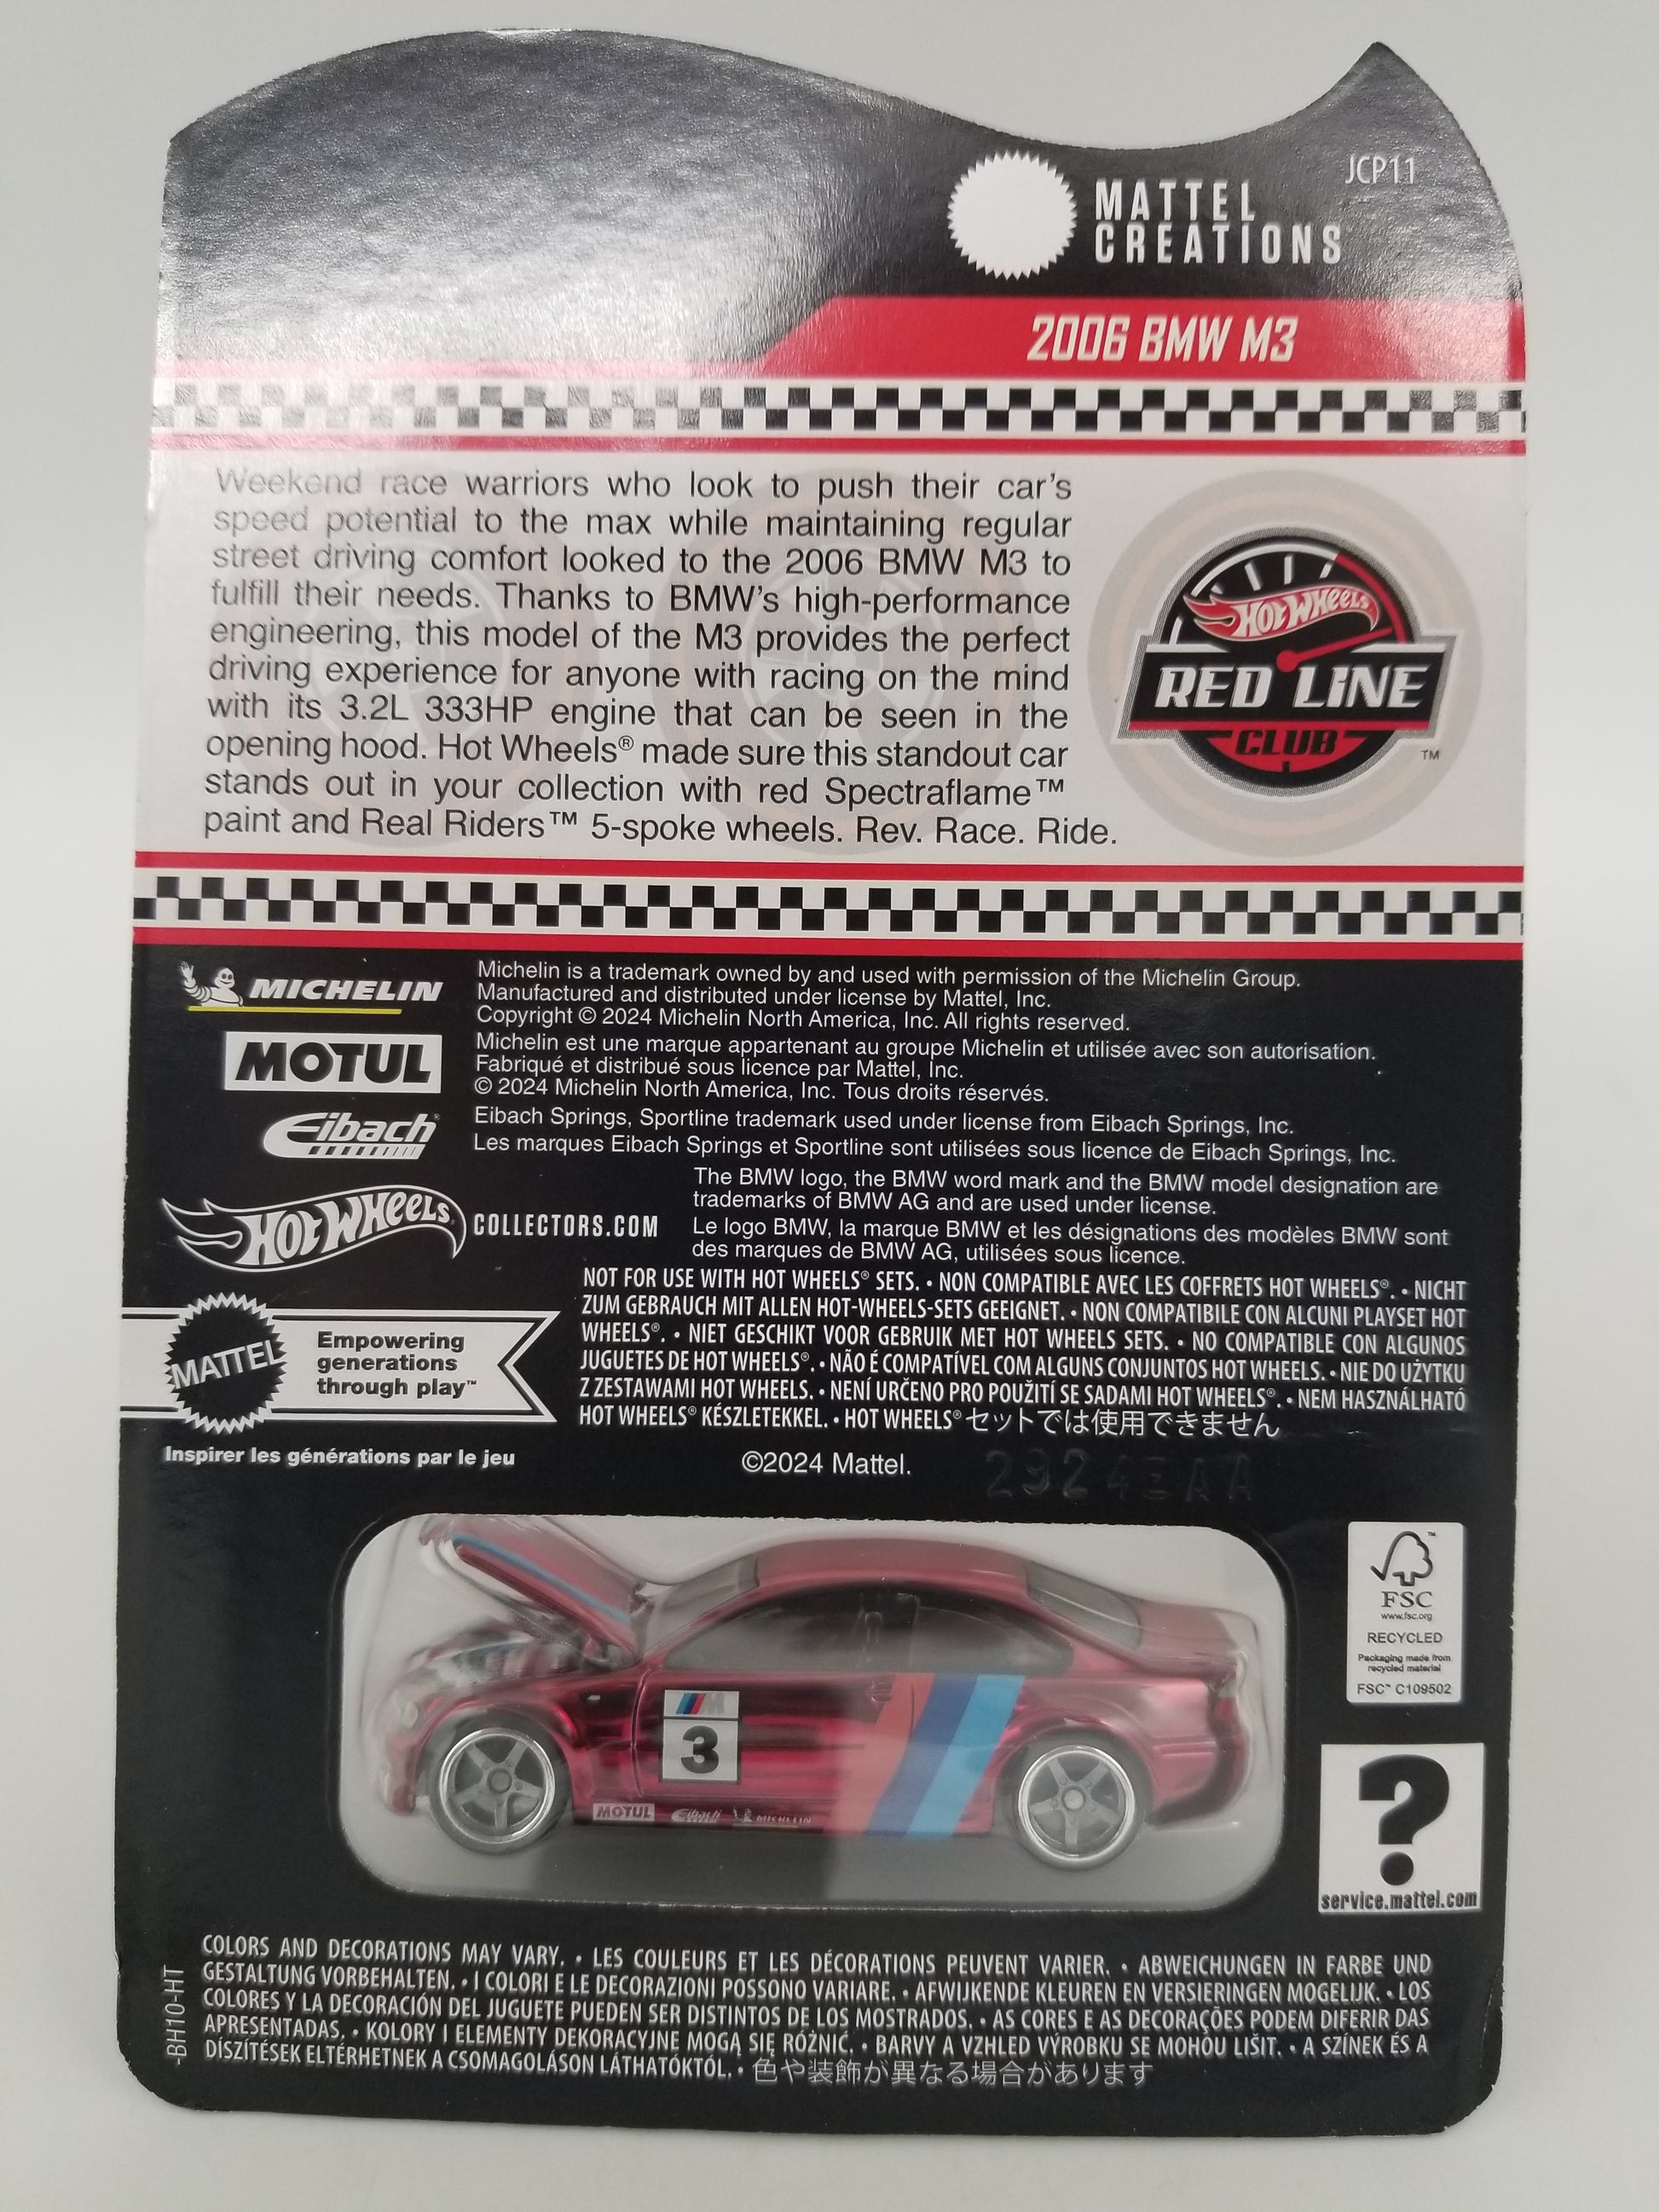 JCP11
MATTEL
CREATIONS
2006 BMW M3
Weekend race warriors who look to push their car's
speed potential to the max while maintaining regular
street driving comfort looked to the 2006 BMW M3 to
fulfill their needs. Thanks to BMW's high-performance
engineering, this model of the M3 provides the perfect
driving experience for anyone with racing on the mind
with its 3.2L 333HP engine that can be seen in the
opening hood. Hot Wheels® made sure this standout car
stands out in your collection with red Spectraflame™
paint and Real Riders™ 5-spoke wheels. Rev. Race. Ride.
HOT WHEELS
RED LINE
CLUB
™
MICHELIN
Michelin is a trademark owned by and used with permission of the Michelin Group.
Manufactured and distributed under license by Mattel, Inc.
Copyright © 2024 Michelin North America, Inc. All rights reserved.
MOTUL
Michelin est une marque appartenant au groupe Michelin et utilisée avec son autorisation.
Fabriqué et distribué sous licence par Mattel, Inc.
© 2024 Michelin North America, Inc. Tous droits réservés.
Eibach®
Eibach Springs, Sportline trademark used under license from Eibach Springs, Inc.
Les marques Eibach Springs et Sportline sont utilisées sous licence de Eibach Springs, Inc.
HOT WHEELS COLLECTORS.COM
The BMW logo, the BMW word mark and the BMW model designation are
trademarks of BMW AG and are used under license.
Le logo BMW, la marque BMW et les désignations des modèles BMW sont
des marques de BMW AG, utilisées sous licence.
NOT FOR USE WITH HOT WHEELS® SETS. • NON COMPATIBLE AVEC LES COFFRETS HOT WHEELS®. • NICHT
ZUM GEBRAUCH MIT ALLEN HOT-WHEELS-SETS GEEIGNET. • NON COMPATIBILE CON ALCUNI PLAYSET HOT
WHEELS®. • NIET GESCHIKT VOOR GEBRUIK MET HOT WHEELS SETS. • NO COMPATIBLE CON ALGUNOS
JUGUETES DE HOT WHEELS®. • NÃO É COMPATÍVEL COM ALGUNS CONJUNTOS HOT WHEELS. • NIE DO UŻYTKU
Z ZESTAWAMI HOT WHEELS. • NENÍ URČENO PRO POUŽITÍ SE SADAMI HOT WHEELS®. • NEM HASZNÁLHATÓ
HOT WHEELS® KÉSZLETEKKEL. • HOT WHEELS® セットでは使用できません
MATTEL
Empowering
generations
through play™
Inspirer les générations par le jeu
©2024 Mattel.
2924EAA
FSC™
www.fsc.org
RECYCLED
Packaging made from
recycled material
FSC™ C109502
M
3
MOTUL Eibach MICHELIN
?
service.mattel.com
COLORS AND DECORATIONS MAY VARY. • LES COULEURS ET LES DÉCORATIONS PEUVENT VARIER. • ABWEICHUNGEN IN FARBE UND
GESTALTUNG VORBEHALTEN. • I COLORI E LE DECORAZIONI POSSONO VARIARE. • AFWIJKENDE KLEUREN EN VERSIERINGEN MOGELIJK. • LOS
COLORES Y LA DECORACIÓN DEL JUGUETE PUEDEN SER DISTINTOS DE LOS MOSTRADOS. • AS CORES E AS DECORAÇÕES PODEM DIFERIR DAS
APRESENTADAS. • KOLORY I ELEMENTY DEKORACYJNE MOGĄ SIĘ RÓŻNIĆ. • BARVY A VZHLED VÝROBKU SE MOHOU LIŠIT. • A SZÍNEK ÉS A
DÍSZÍTÉSEK ELTÉRHETNEK A CSOMAGOLÁSON LÁTHATÓKTÓL. • 色や装飾が異なる場合があります
-BH10-HT